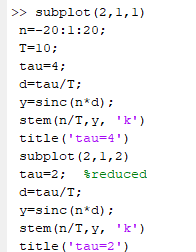 >> subplot(2,1,1)
n=-20:1:20;
T=10;
tau=4;
d=tau/T;
y=sinc(n*d);
stem(n/T,y, 'k')
title('tau=4')
subplot(2,1,2)
tau=2;  %reduced
d=tau/T;
y=sinc(n*d);
stem(n/T,y, 'k')
title('tau=2')